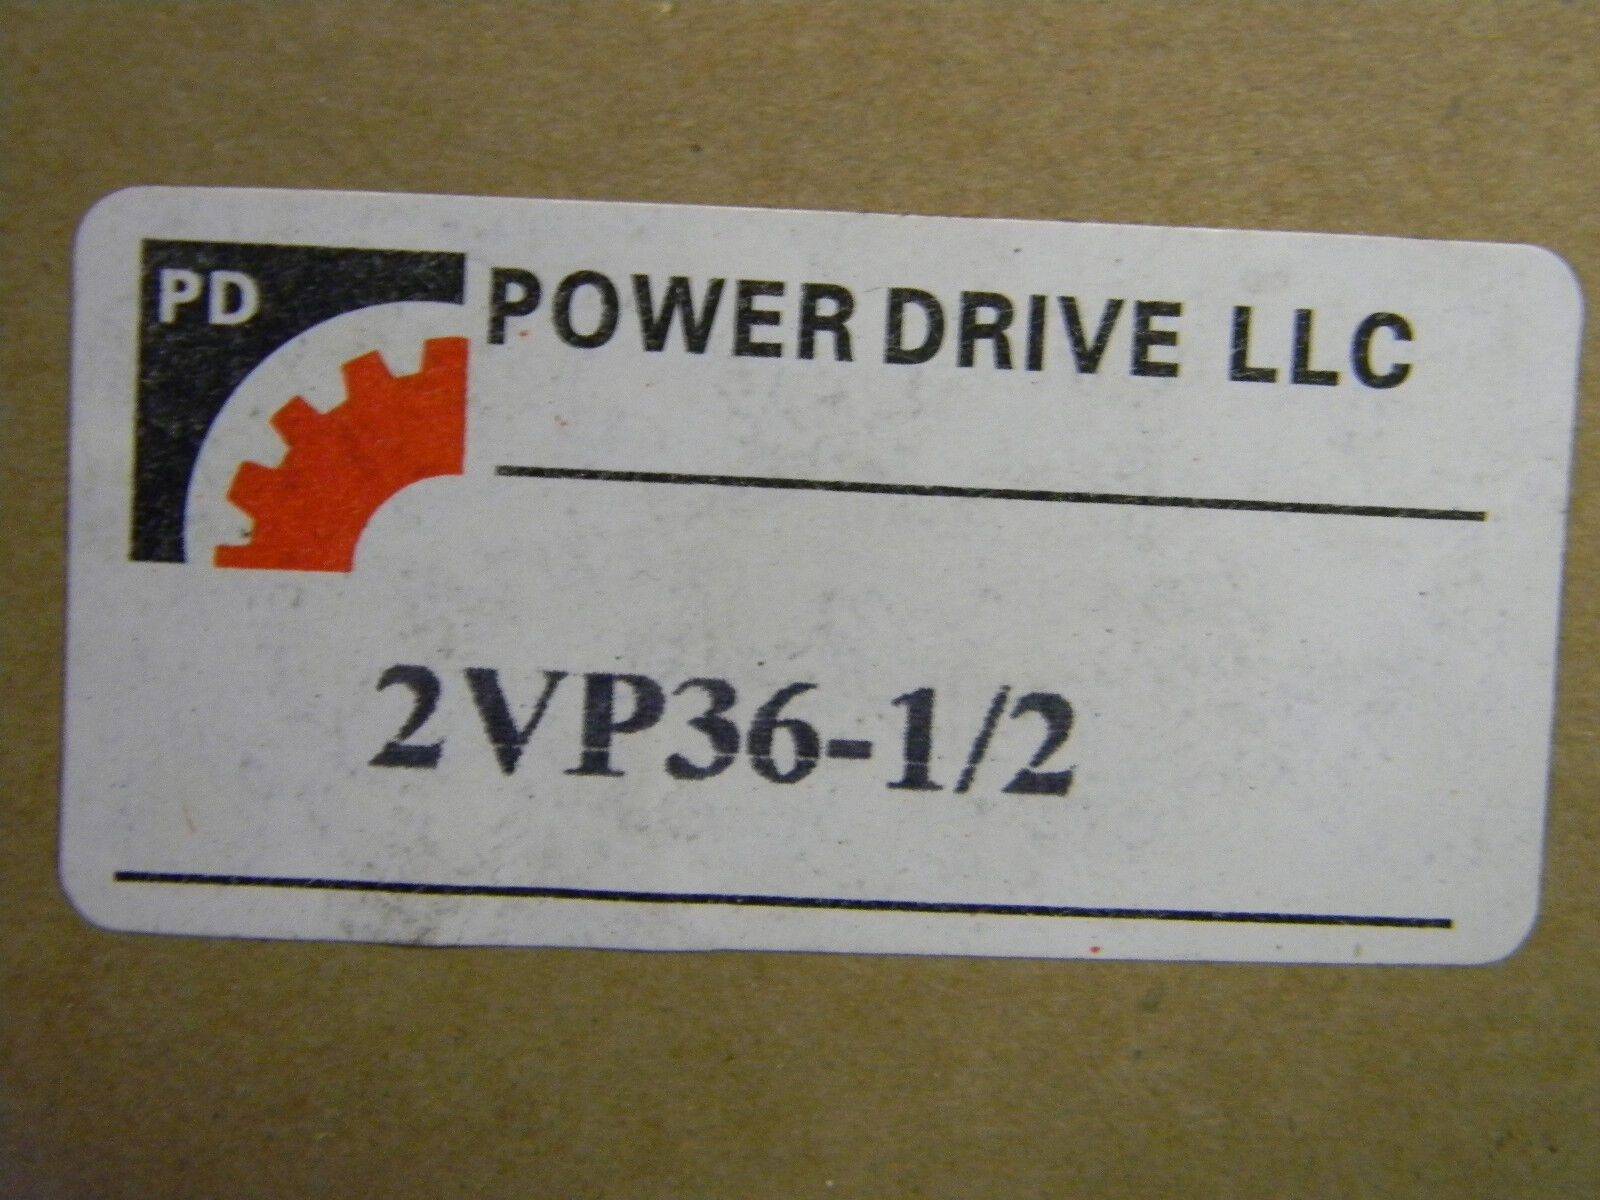 PD
POWER DRIVE LLC
2VP36-1/2